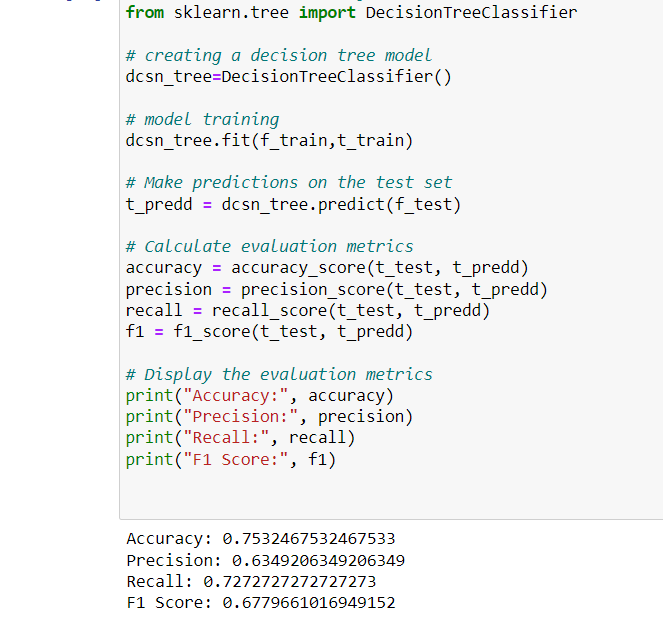 from sklearn.tree import DecisionTreeClassifier
# creating a decision tree model
dcsn_tree=DecisionTreeClassifier()
# model training
dcsn_tree.fit(f_train,t_train)
# Make predictions on the test set
t_predd = dcsn_tree.predict(f_test)
# Calculate evaluation metrics
accuracy = accuracy_score(t_test, t_predd)
precision = precision_score(t_test, t_predd)
recall = recall_score(t_test, t_predd)
f1 = f1_score(t_test, t_predd)
# Display the evaluation metrics
print("Accuracy:", accuracy)
print("Precision:", precision)
print("Recall:", recall)
print("F1 Score:", f1)
Accuracy: 0.7532467532467533
Precision: 0.6349206349206349
Recall: 0.7272727272727273
F1 Score: 0.6779661016949152